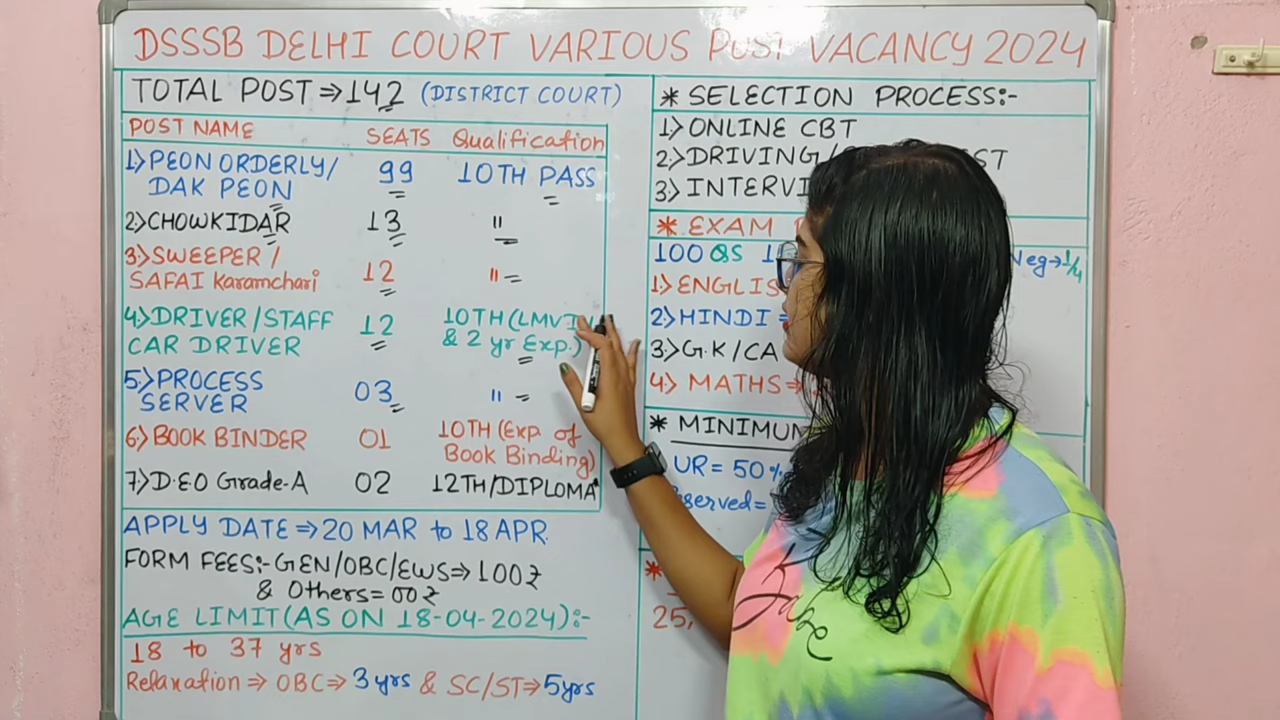 DSSSB DELHI COURT VARIOUS POST VACANCY 2024
TOTAL POST ⇒ 142 (DISTRICT COURT)
POST NAME SEATS Qualification
1) PEON ORDERLY/ 99 10TH PASS
DAK PEON
2) CHOWKIDAR 13 "
3) SWEEPER /
SAFAI Karamchari 12 "
4) DRIVER/STAFF 12 10TH (LMV
CAR DRIVER & 2 yr Exp.)
5) PROCESS 03 "
SERVER
6) BOOK BINDER 01 10TH (Exp. of
Book Binding)
7) D.EO Grade-A 02 12TH/DIPLOMA*
APPLY DATE ⇒ 20 MAR to 18 APR.
FORM FEES:- GEN/OBC/EWS ⇒ 100₹
& Others = 00₹
AGE LIMIT (AS ON 18-04-2024):-
18 to 37 yrs
Relaxation ⇒ OBC ⇒ 3 yrs & SC/ST ⇒ 5 yrs
* SELECTION PROCESS:-
1) ONLINE CBT
2) DRIVING/
3)
* EXAM
100 QS Neg → 1/4
1)
2) HINDI =
3) G.K/CA
4) MATHS ⇒
* MINIMUM
UR = 50%
*
25,
Kale